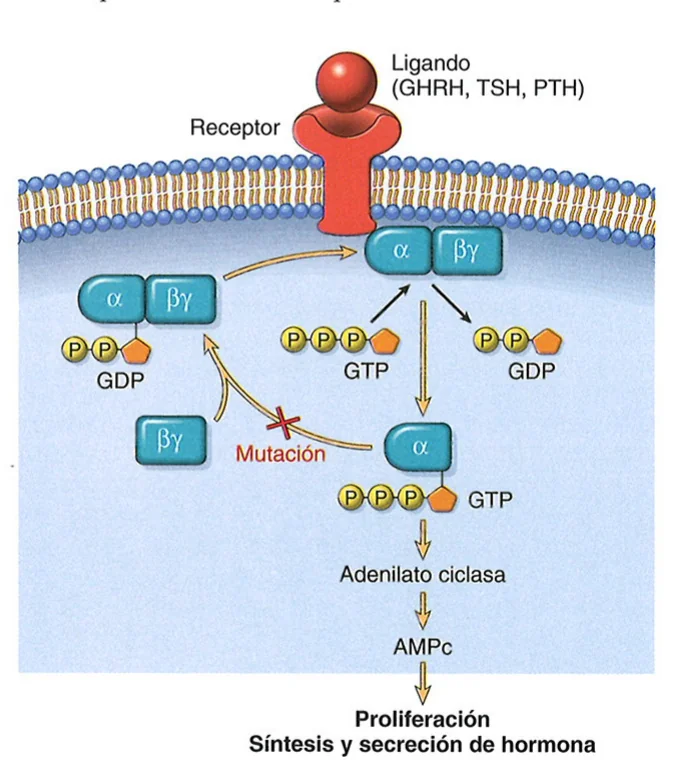 Ligando
(GHRH, TSH, PTH)
Receptor
α
βγ
α
βγ
P P P
GTP
P P
GDP
P P
GDP
βγ
Mutación
α
P P P
GTP
Adenilato ciclasa
AMPc
Proliferación
Síntesis y secreción de hormona